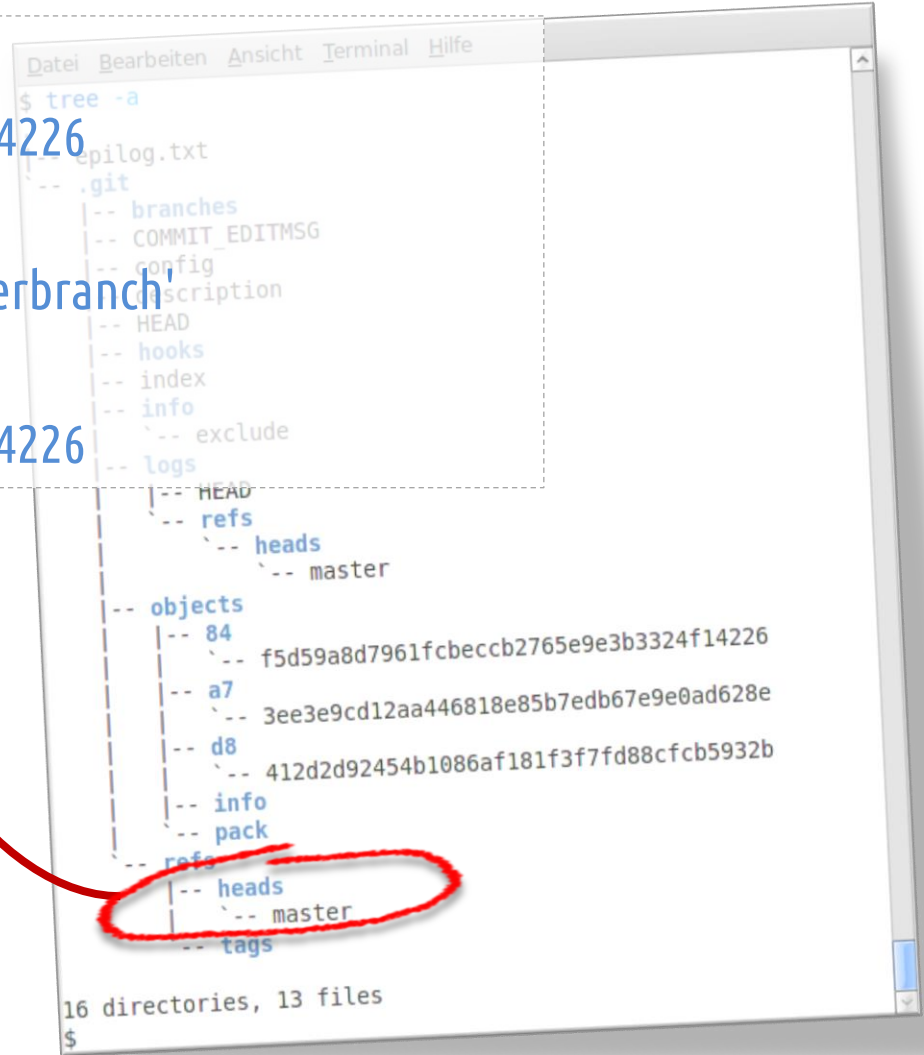 Datei Bearbeiten Ansicht Terminal Hilfe
$ tree -a
4226
|-- epilog.txt
`-- .git
|-- branches
|-- COMMIT_EDITMSG
|-- config
erbranch'
|-- description
|-- HEAD
|-- hooks
|-- index
|-- info
| `-- exclude
4226
|-- logs
| |-- HEAD
| `-- refs
| `-- heads
| `-- master
|-- objects
| |-- 84
| | `-- f5d59a8d7961fcbeccb2765e9e3b3324f14226
| |-- a7
| | `-- 3ee3e9cd12aa446818e85b7edb67e9e0ad628e
| |-- d8
| | `-- 412d2d92454b1086af181f3f7fd88cfcb5932b
| |-- info
| `-- pack
`-- refs
|-- heads
| `-- master
`-- tags
16 directories, 13 files
$